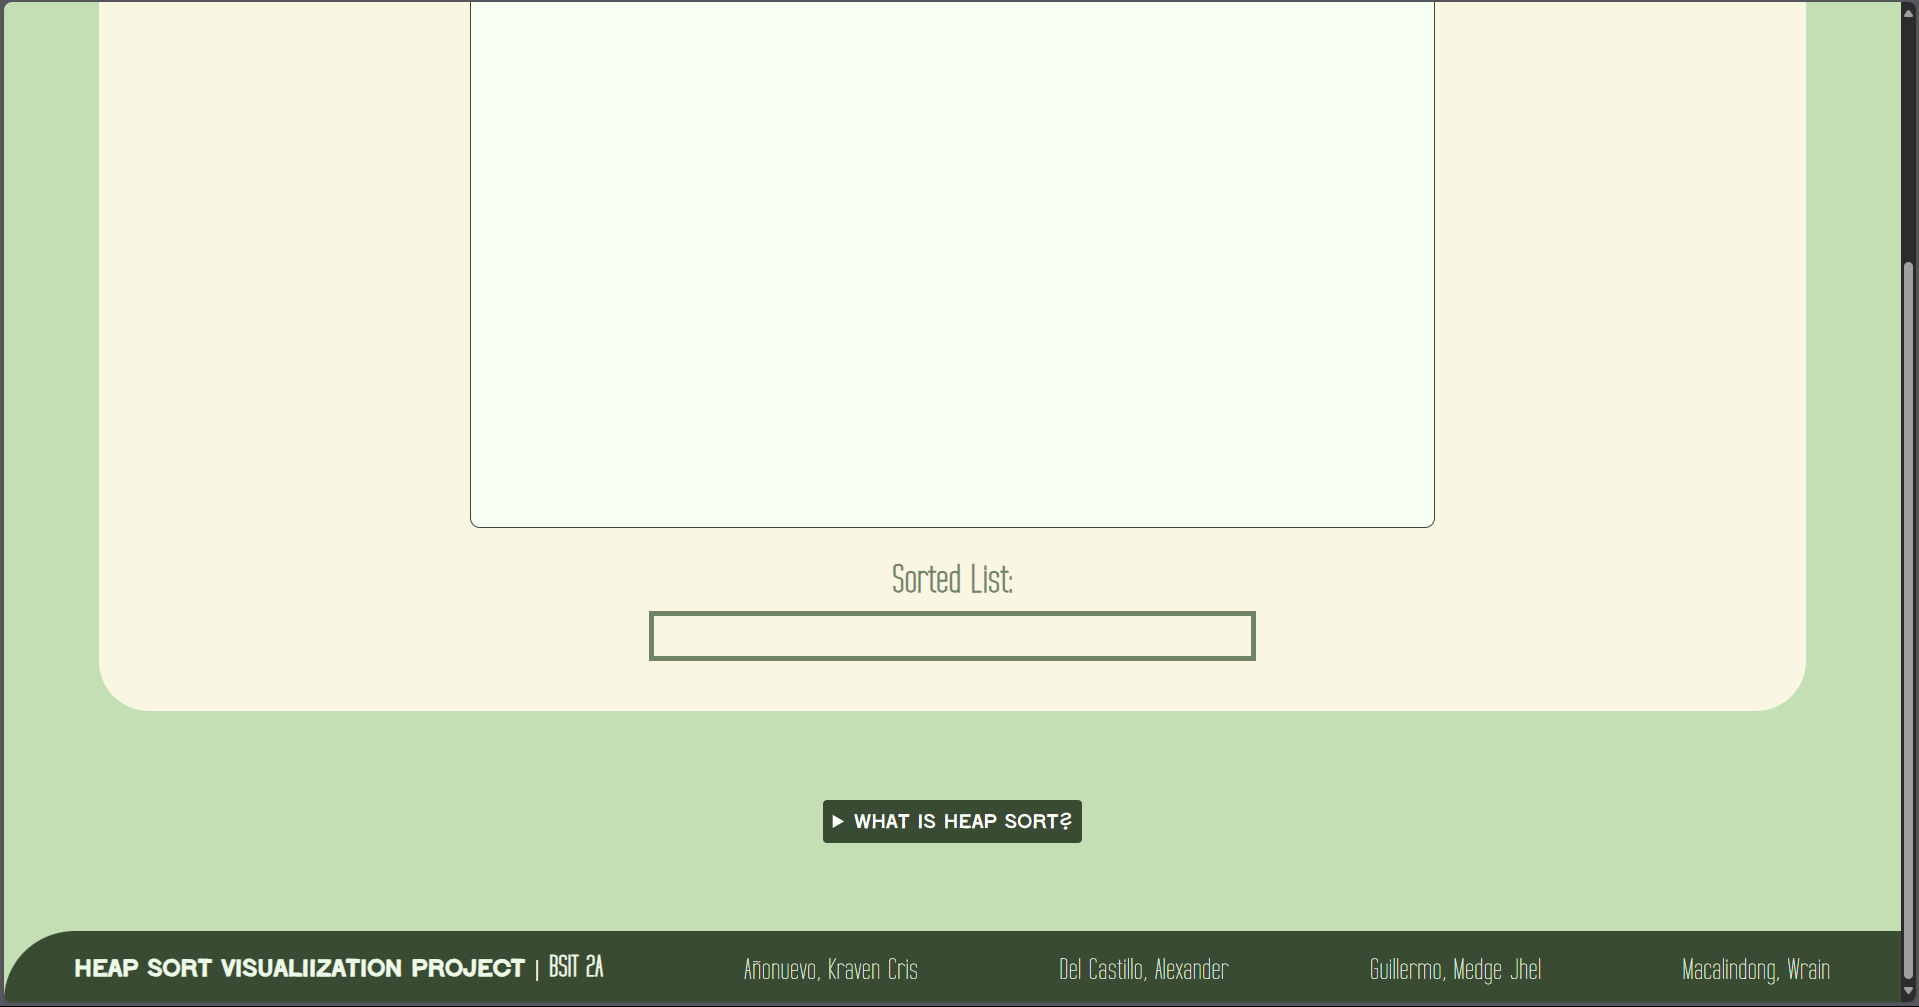 Sorted List:
▶ WHAT IS HEAP SORT?
HEAP SORT VISUALIIZATION PROJECT | BSIT 2A Añonuevo, Kraven Cris Del Castillo, Alexander Guillermo, Medge Jhel Macalindong, Wrain